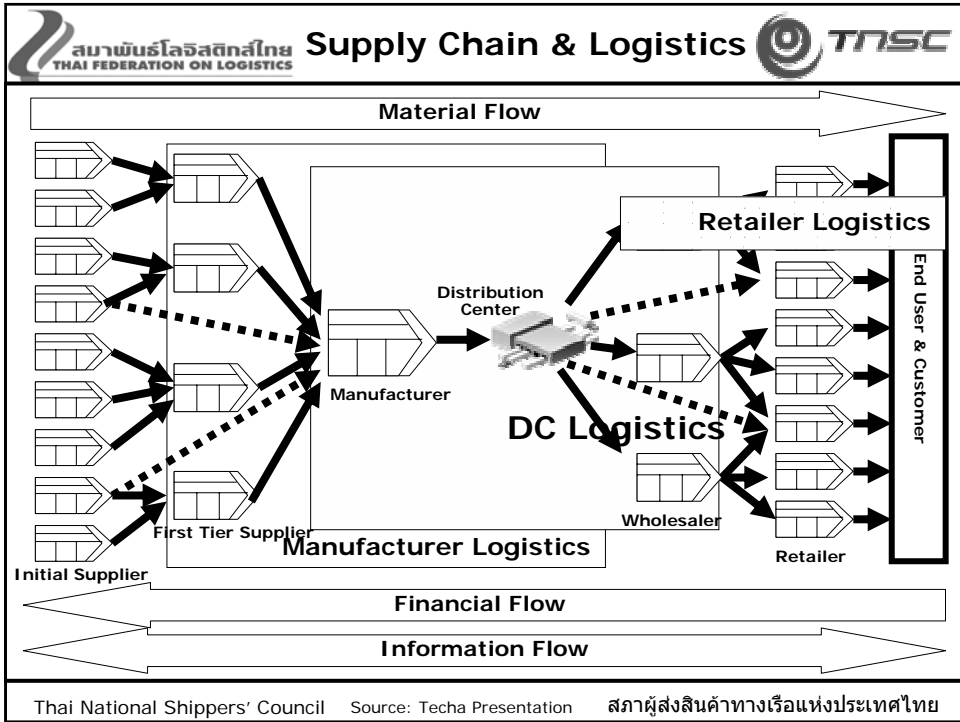 สมาพันธ์โลจิสติกส์ไทย
THAI FEDERATION ON LOGISTICS
Supply Chain & Logistics
TNSC
Material Flow
Retailer Logistics
End User & Customer
Distribution
Center
Manufacturer
DC Logistics
Wholesaler
First Tier Supplier
Manufacturer Logistics
Retailer
Initial Supplier
Financial Flow
Information Flow
Thai National Shippers' Council
Source: Techa Presentation
สภาผู้ส่งสินค้าทางเรือแห่งประเทศไทย